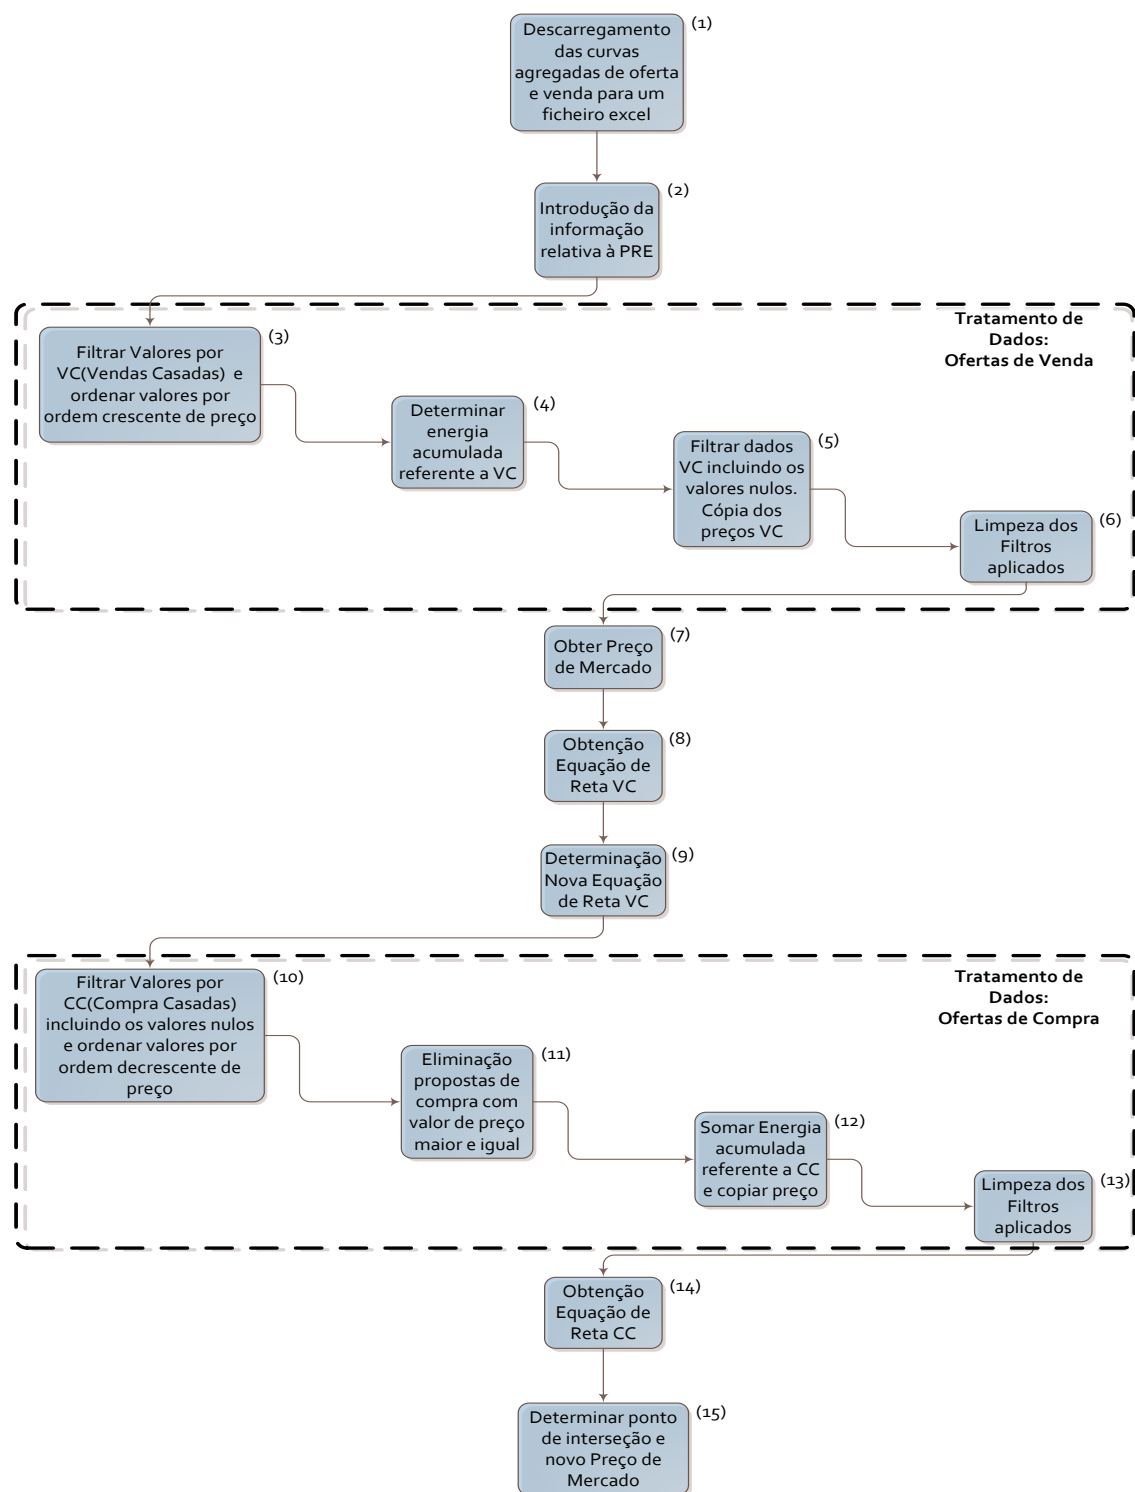 Descarregamento
das curvas
agregadas de oferta
e venda para um
ficheiro excel
(1)
Introdução da
informação
relativa à PRE
(2)
Tratamento de
Dados:
Ofertas de Venda
Filtrar Valores por
VC(Vendas Casadas) e
ordenar valores por
ordem crescente de preço
(3)
Determinar
energia
acumulada
referente a VC
(4)
Filtrar dados
VC incluindo os
valores nulos.
Cópia dos
preços VC
(5)
Limpeza dos
Filtros
aplicados
(6)
Obter Preço
de Mercado
(7)
Obtenção
Equação de
Reta VC
(8)
Determinação
Nova Equação
de Reta VC
(9)
Tratamento de
Dados:
Ofertas de Compra
Filtrar Valores por
CC(Compra Casadas)
incluindo os valores nulos
e ordenar valores por
ordem decrescente de
preço
(10)
Eliminação
propostas de
compra com
valor de preço
maior e igual
(11)
Somar Energia
acumulada
referente a CC
e copiar preço
(12)
Limpeza dos
Filtros
aplicados
(13)
Obtenção
Equação de
Reta CC
(14)
Determinar ponto
de interseção e
novo Preço de
Mercado
(15)